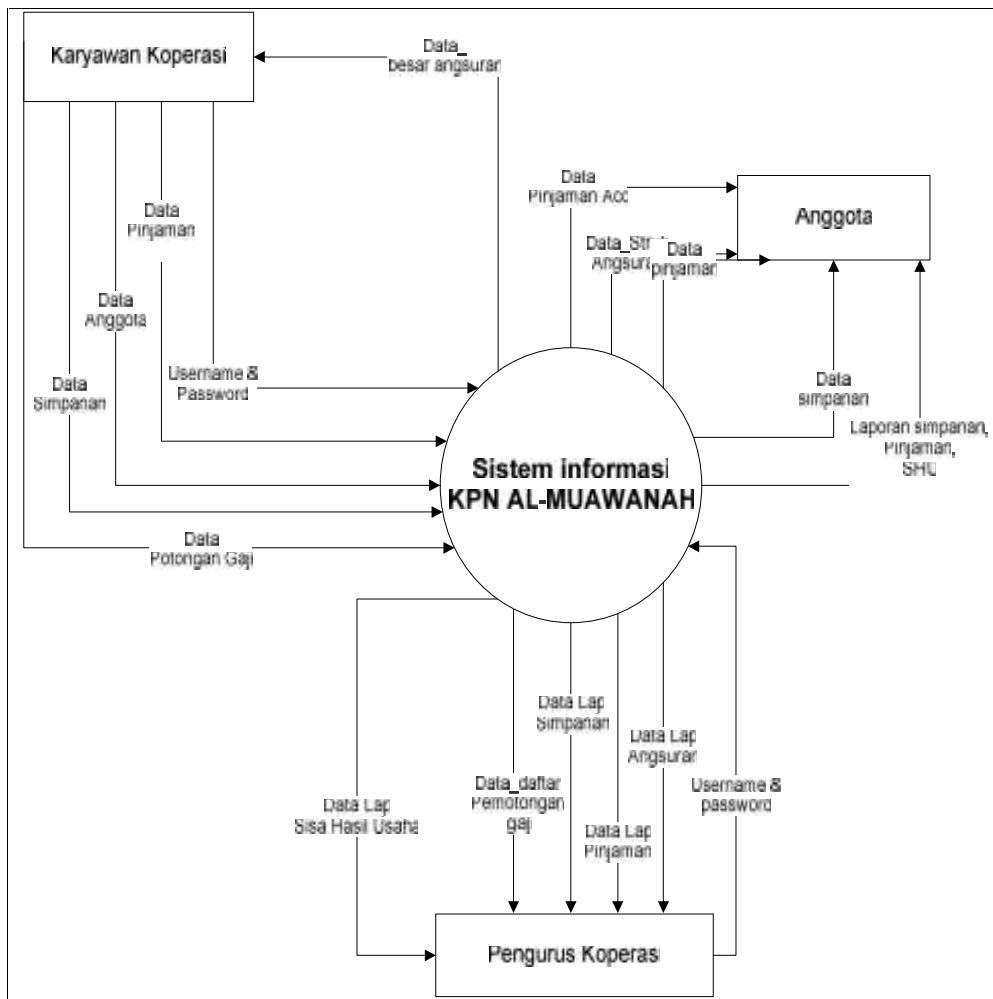 Karyawan Koperasi
Data_
besar angsuran
Data
Pinjaman Acc
Anggota
Data
Pinjaman
Data_Struk
Angsuran
Data
pinjaman
Data
Anggota
Username &
Password
Data
Simpanan
Data
simpanan
Laporan simpanan,
Pinjaman,
SHU
Sistem informasi
KPN AL-MUAWANAH
Data
Potongan Gaji
Data Lap
Simpanan
Data Lap
Angsuran
Data_daftar
Pemotongan
gaji
Username &
password
Data Lap
Sisa Hasil Usaha
Data Lap
Pinjaman
Pengurus Koperasi